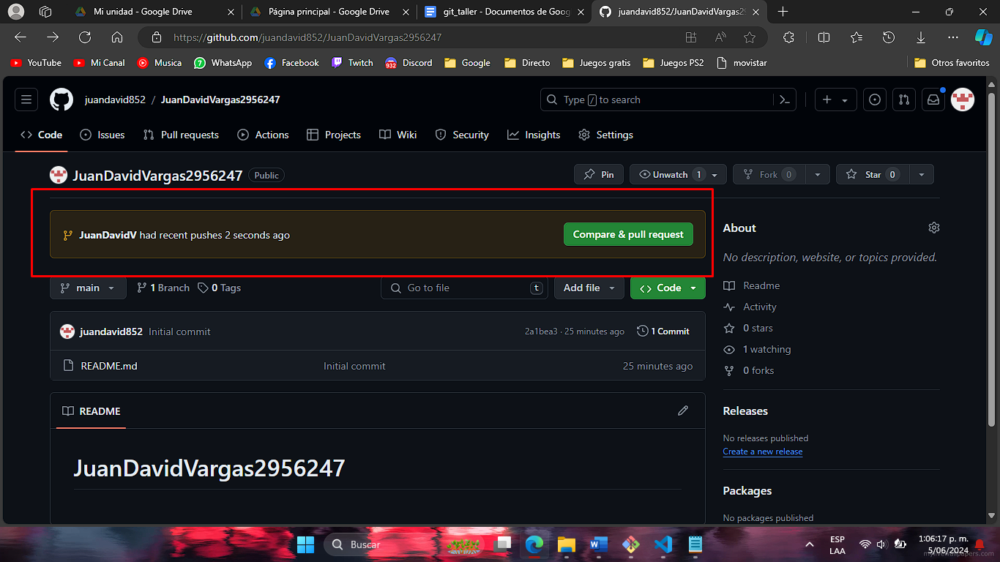 Mi unidad - Google Drive
Página principal - Google Drive
git_taller - Documentos de Goog
juandavid852/JuanDavidVargas29
https://github.com/juandavid852/JuanDavidVargas2956247
YouTube
Mi Canal
Musica
7 WhatsApp
Facebook
Twitch
932 Discord
Google
Directo
Juegos gratis
Juegos PS2
movistar
Otros favoritos
juandavid852 / JuanDavidVargas2956247
Type / to search
Code
Issues
Pull requests
Actions
Projects
Wiki
Security
Insights
Settings
JuanDavidVargas2956247 Public
Pin
Unwatch 1
Fork 0
Star 0
JuanDavidV had recent pushes 2 seconds ago
Compare & pull request
main
1 Branch
0 Tags
Go to file t
Add file
Code
juandavid852 Initial commit
2a1bea3 · 25 minutes ago
1 Commit
README.md
Initial commit
25 minutes ago
README
JuanDavidVargas2956247
About
No description, website, or topics provided.
Readme
Activity
0 stars
1 watching
0 forks
Releases
No releases published
Create a new release
Packages
No packages published
Buscar
ESP
LAA
1:06:17 p. m.
5/06/2024